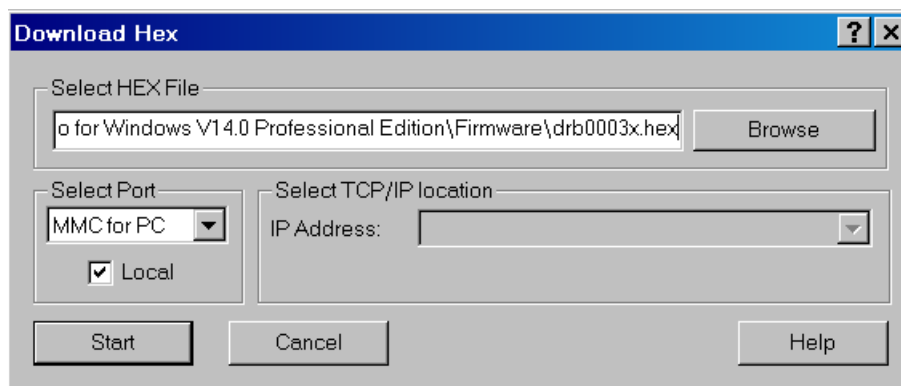 Download Hex
Select HEX File
o for Windows V14.0 Professional Edition\Firmware\drb0003x.hex
Browse
Select Port
MMC for PC
Local
Select TCP/IP location
IP Address:
Start
Cancel
Help